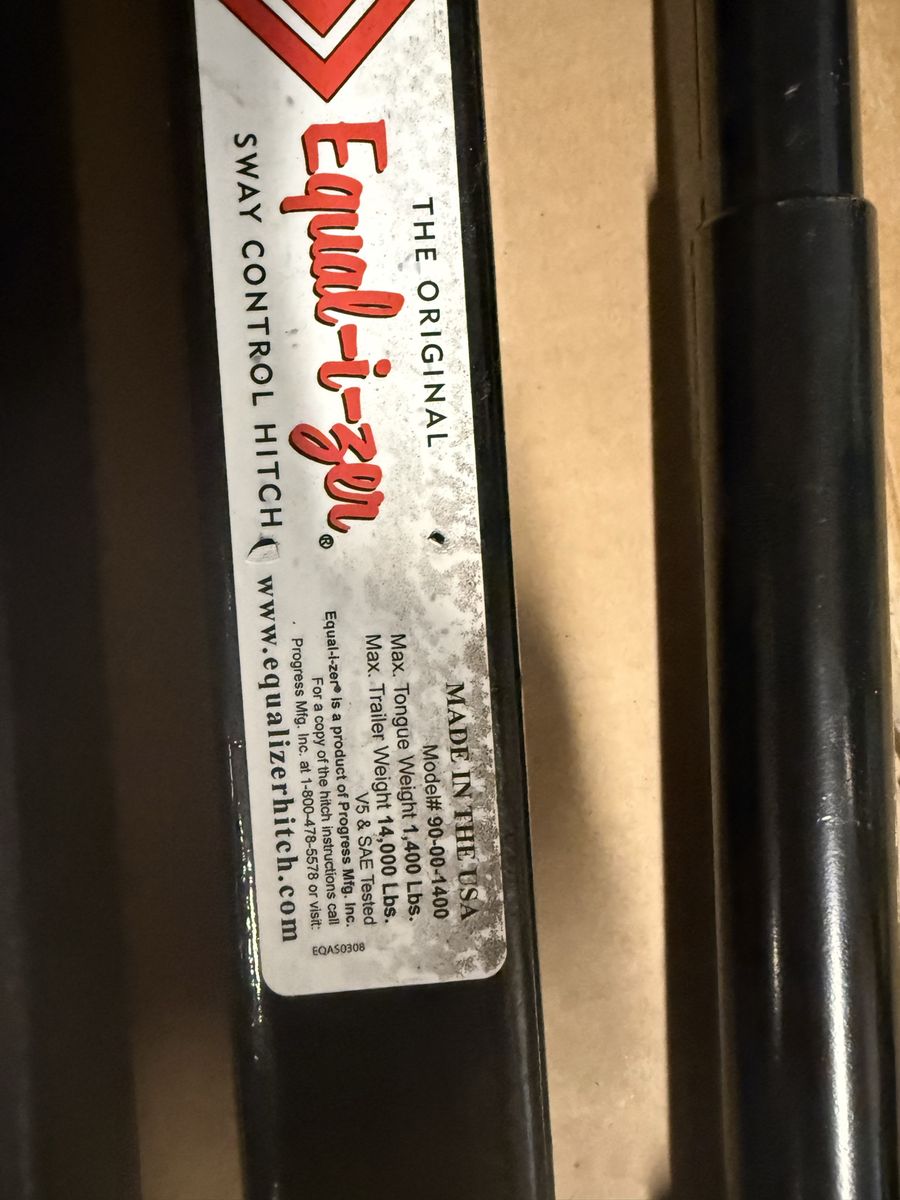 THE ORIGINAL
Equal-i-zer®
SWAY CONTROL HITCH
www.equalizerhitch.com
MADE IN THE USA
Model# 90-00-1400
Max. Tongue Weight 1,400 Lbs.
Max. Trailer Weight 14,000 Lbs.
V5 & SAE Tested
Equal-i-zer® is a product of Progress Mfg. Inc.
For a copy of the hitch instructions call
Progress Mfg. Inc. at 1-800-478-5578 or visit:
EQAS0308